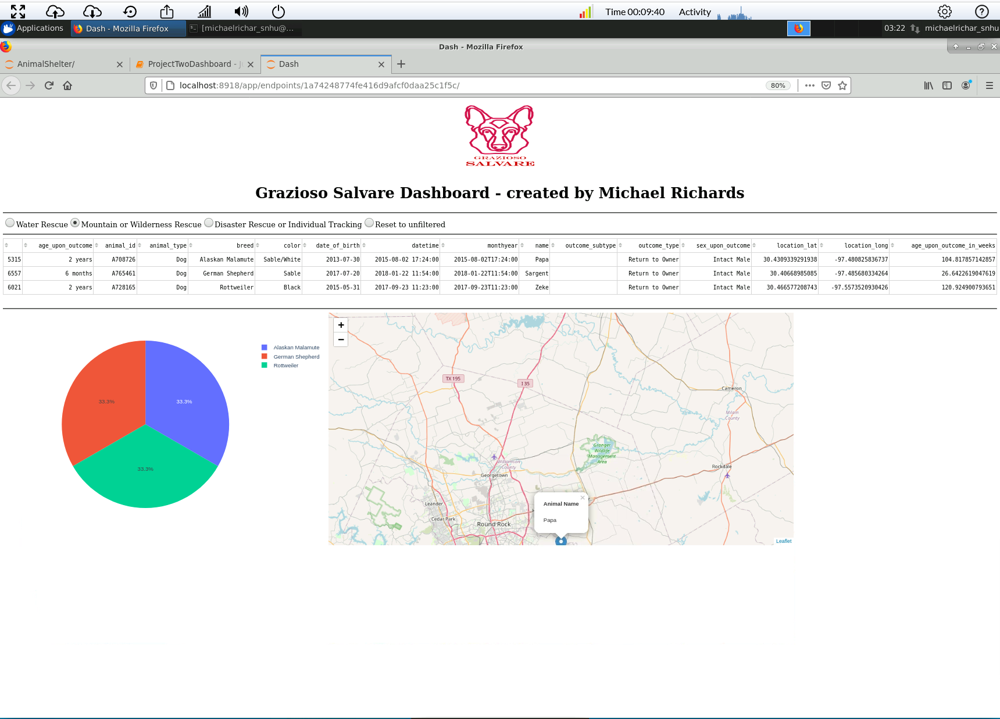 Time 00:09:40 Activity
Applications Dash - Mozilla Firefox [michaelrichar_snhu@... 03:22 michaelrichar_snhu
Dash - Mozilla Firefox
AnimalShelter/ ProjectTwoDashboard - Dash
localhost:8918/app/endpoints/1a74248774fe416d9afcf0daa25c1f5c/ 80%
GRAZIOSO
SALVARE
Grazioso Salvare Dashboard - created by Michael Richards
Water Rescue Mountain or Wilderness Rescue Disaster Rescue or Individual Tracking Reset to unfiltered
age_upon_outcome animal_id animal_type breed color date_of_birth datetime monthyear name outcome_subtype outcome_type sex_upon_outcome location_lat location_long age_upon_outcome_in_weeks
5315 2 years A708726 Dog Alaskan Malamute Sable/White 2013-07-30 2015-08-02 17:24:00 2015-08-02T17:24:00 Papa Return to Owner Intact Male 30.4309339291938 -97.480825836737 104.817857142857
6557 6 months A765461 Dog German Shepherd Sable 2017-07-20 2018-01-22 11:54:00 2018-01-22T11:54:00 Sargent Return to Owner Intact Male 30.40668985085 -97.485680334264 26.6422619047619
6021 2 years A728165 Dog Rottweiler Black 2015-05-31 2017-09-23 11:23:00 2017-09-23T11:23:00 Zeke Return to Owner Intact Male 30.466577208743 -97.5573520930426 120.924900793651
Alaskan Malamute
German Shepherd
Rottweiler
33.3%
33.3%
33.3%
+
−
TX 195
I 35
Cameron
Milam
County
Granger
Wildlife
Management
Area
Williamson
County
Rockdale
Georgetown
Leander
Cedar Park
Round Rock
Animal Name
Papa
Leaflet